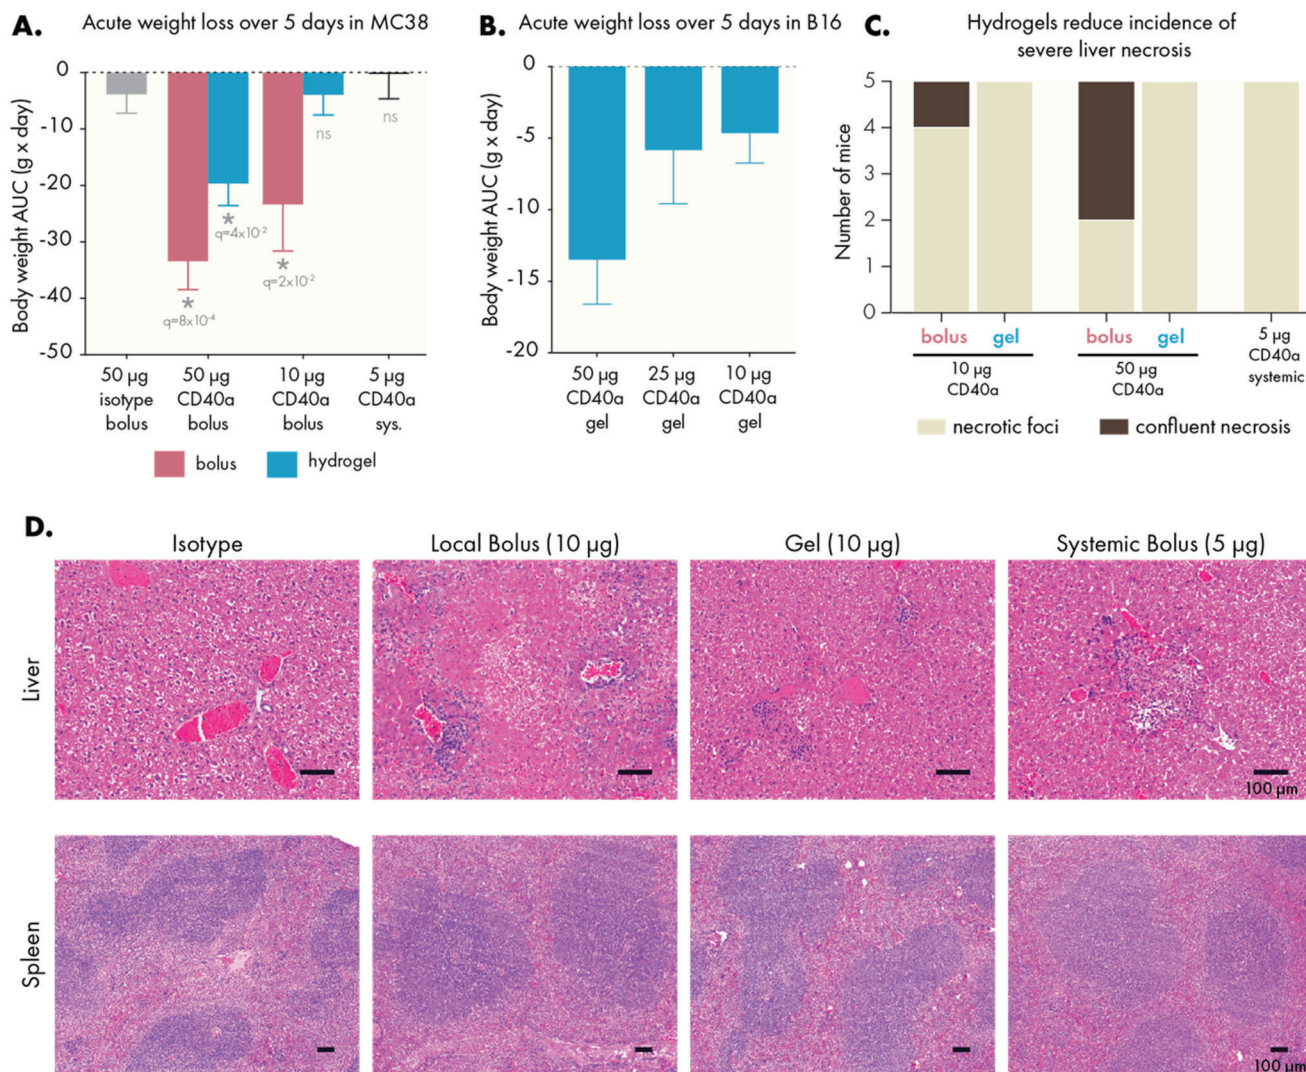 A. Acute weight loss over 5 days in MC38
Body weight AUC (g x day)
0
-10
-20
-30
-40
-50
*
q=8x10-4
*
q=4x10-2
*
q=2x10-2
ns
ns
50 µg
isotype
bolus
50 µg
CD40a
bolus
10 µg
CD40a
bolus
5 µg
CD40a
sys.
bolus
hydrogel
B. Acute weight loss over 5 days in B16
Body weight AUC (g x day)
0
-5
-10
-15
-20
50 µg
CD40a
gel
25 µg
CD40a
gel
10 µg
CD40a
gel
C. Hydrogels reduce incidence of
severe liver necrosis
Number of mice
5
4
3
2
1
0
bolus gel
10 µg
CD40a
bolus gel
50 µg
CD40a
5 µg
CD40a
systemic
necrotic foci
confluent necrosis
D.
Isotype
Local Bolus (10 µg)
Gel (10 µg)
Systemic Bolus (5 µg)
Liver
100 µm
Spleen
100 µm